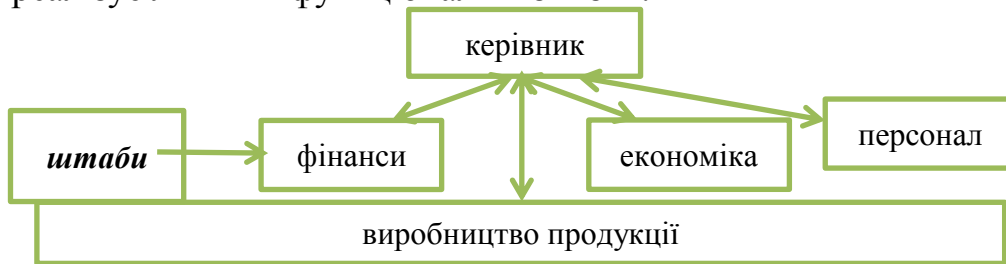 керівник
штаби
фінанси
економіка
персонал
виробництво продукції